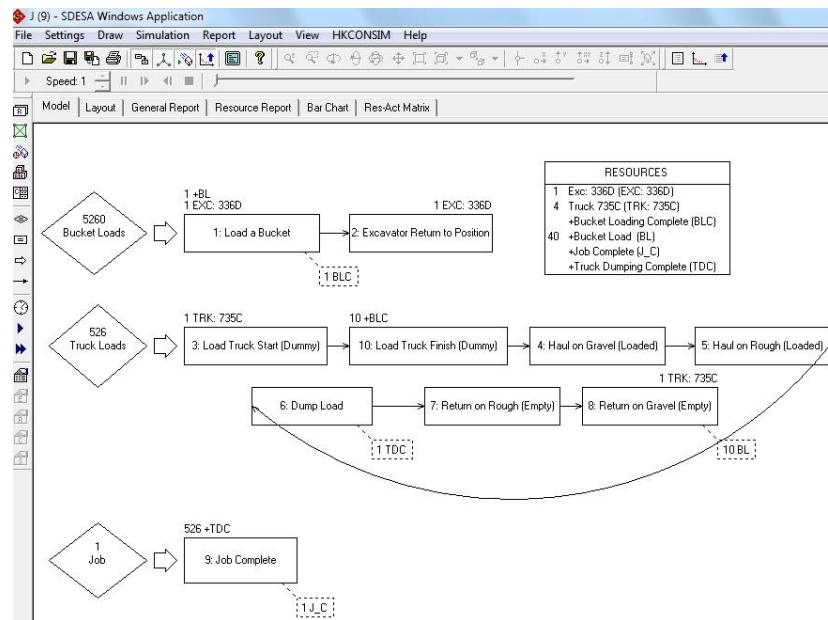 J (9) - SDESA Windows Application
File Settings Draw Simulation Report Layout View HKCONSIM Help
Speed: 1
Model Layout General Report Resource Report Bar Chart Res-Act Matrix
RESOURCES
1 Exc: 336D (EXC: 336D)
4 Truck 735C (TRK: 735C)
+Bucket Loading Complete (BLC)
40 +Bucket Load (BL)
+Job Complete (J_C)
+Truck Dumping Complete (TDC)
5260
Bucket Loads
1 +BL
1 EXC: 336D
1: Load a Bucket
1 BLC
1 EXC: 336D
2: Excavator Return to Position
526
Truck Loads
1 TRK: 735C
3: Load Truck Start (Dummy)
10 +BLC
10: Load Truck Finish (Dummy)
4: Haul on Gravel (Loaded)
5: Haul on Rough (Loaded)
6: Dump Load
1 TDC
7: Return on Rough (Empty)
1 TRK: 735C
8: Return on Gravel (Empty)
10 BL
1
Job
526 +TDC
9: Job Complete
1 J_C